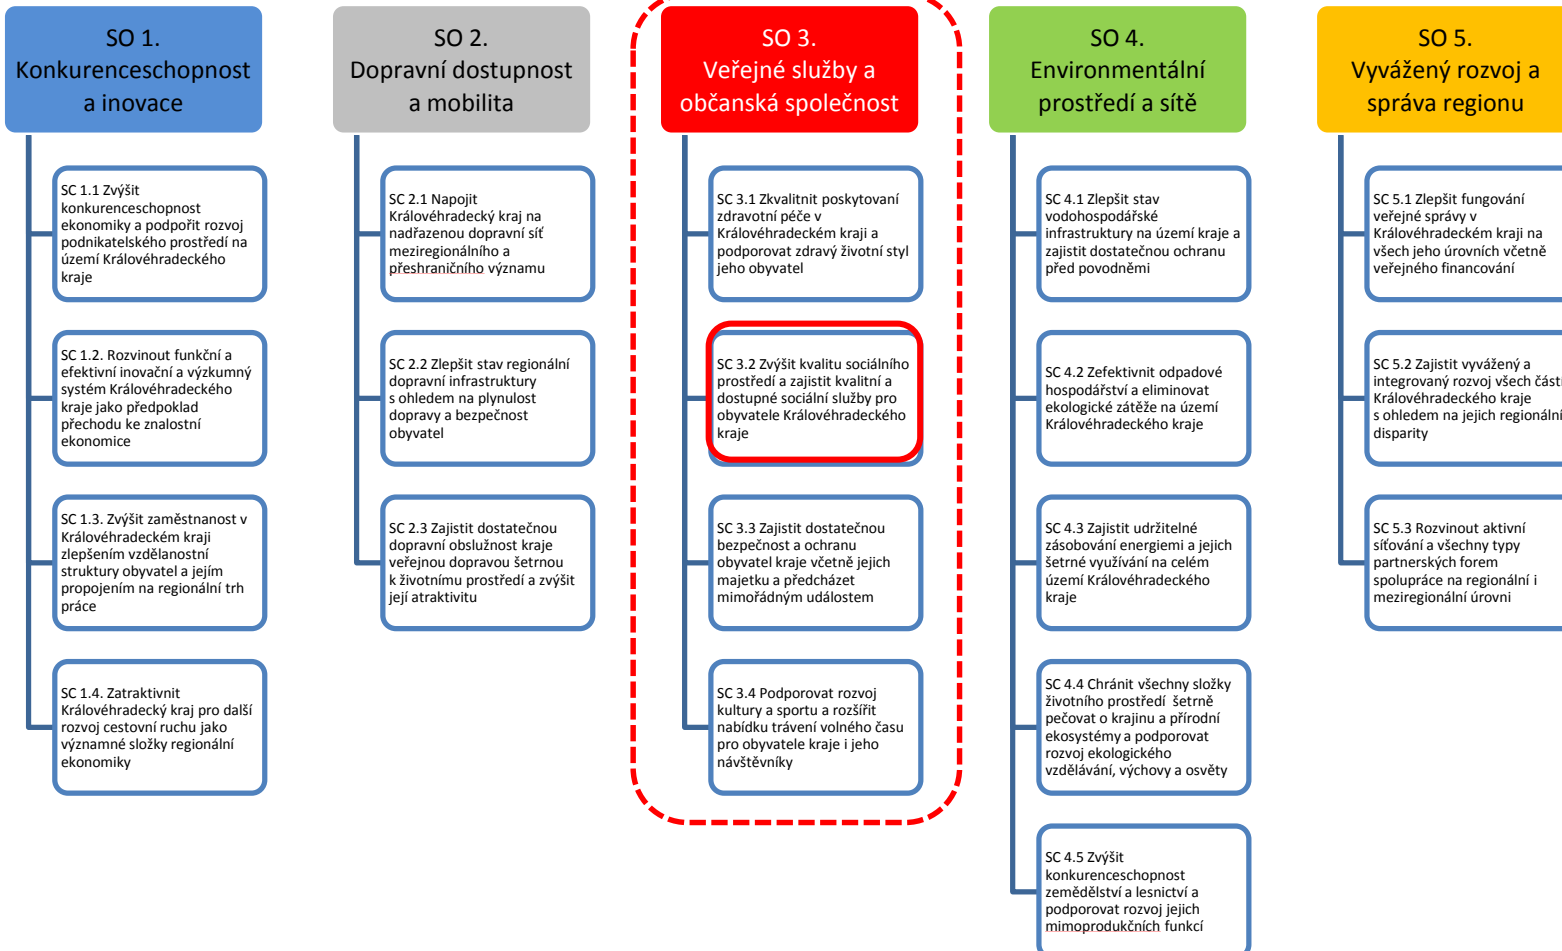 SO 1.
Konkurenceschopnost
a inovace
SC 1.1 Zvýšit
konkurenceschopnost
ekonomiky a podpořit rozvoj
podnikatelského prostředí na
území Královéhradeckého
kraje
SC 1.2. Rozvinout funkční a
efektivní inovační a výzkumný
systém Královéhradeckého
kraje jako předpoklad
přechodu ke znalostní
ekonomice
SC 1.3. Zvýšit zaměstnanost v
Královéhradeckém kraji
zlepšením vzdělanostní
struktury obyvatel a jejím
propojením na regionální trh
práce
SC 1.4. Zatraktivnit
Královéhradecký kraj pro další
rozvoj cestovní ruchu jako
významné složky regionální
ekonomiky
SO 2.
Dopravní dostupnost
a mobilita
SC 2.1 Napojit
Královéhradecký kraj na
nadřazenou dopravní síť
meziregionálního a
přeshraničního významu
SC 2.2 Zlepšit stav regionální
dopravní infrastruktury
s ohledem na plynulost
dopravy a bezpečnost
obyvatel
SC 2.3 Zajistit dostatečnou
dopravní obslužnost kraje
veřejnou dopravou šetrnou
k životnímu prostředí a zvýšit
její atraktivitu
SO 3.
Veřejné služby a
občanská společnost
SC 3.1 Zkvalitnit poskytovaní
zdravotní péče v
Královéhradeckém kraji a
podporovat zdravý životní styl
jeho obyvatel
SC 3.2 Zvýšit kvalitu sociálního
prostředí a zajistit kvalitní a
dostupné sociální služby pro
obyvatele Královéhradeckého
kraje
SC 3.3 Zajistit dostatečnou
bezpečnost a ochranu
obyvatel kraje včetně jejich
majetku a předcházet
mimořádným událostem
SC 3.4 Podporovat rozvoj
kultury a sportu a rozšířit
nabídku trávení volného času
pro obyvatele kraje i jeho
návštěvníky
SO 4.
Environmentální
prostředí a sítě
SC 4.1 Zlepšit stav
vodohospodářské
infrastruktury na území kraje a
zajistit dostatečnou ochranu
před povodněmi
SC 4.2 Zefektivnit odpadové
hospodářství a eliminovat
ekologické zátěže na území
Královéhradeckého kraje
SC 4.3 Zajistit udržitelné
zásobování energiemi a jejich
šetrné využívání na celém
území Královéhradeckého
kraje
SC 4.4 Chránit všechny složky
životního prostředí šetrně
pečovat o krajinu a přírodní
ekosystémy a podporovat
rozvoj ekologického
vzdělávání, výchovy a osvěty
SC 4.5 Zvýšit
konkurenceschopnost
zemědělství a lesnictví a
podporovat rozvoj jejich
mimoprodukčních funkcí
SO 5.
Vyvážený rozvoj a
správa regionu
SC 5.1 Zlepšit fungování
veřejné správy v
Královéhradeckém kraji na
všech jeho úrovních včetně
veřejného financování
SC 5.2 Zajistit vyvážený a
integrovaný rozvoj všech částí
Královéhradeckého kraje
s ohledem na jejich regionální
disparity
SC 5.3 Rozvinout aktivní
síťování a všechny typy
partnerských forem
spolupráce na regionální i
meziregionální úrovni